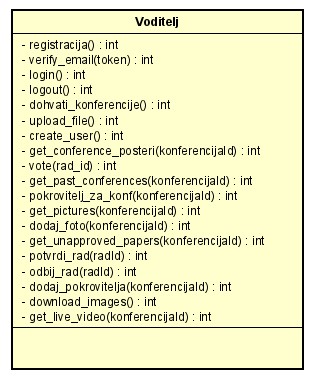 Voditelj
- registracija() : int
- verify_email(token) : int
- login() : int
- logout() : int
- dohvati_konferencije() : int
- upload_file() : int
- create_user() : int
- get_conference_posteri(konferencijaId) : int
- vote(rad_id) : int
- get_past_conferences(konferencijaId) : int
- pokrovitelj_za_konf(konferencijaId) : int
- get_pictures(konferencijaId) : int
- dodaj_foto(konferencijaId) : int
- get_unapproved_papers(konferencijaId) : int
- potvrdi_rad(radId) : int
- odbij_rad(radId) : int
- dodaj_pokrovitelja(konferencijaId) : int
- download_images() : int
- get_live_video(konferencijaId) : int